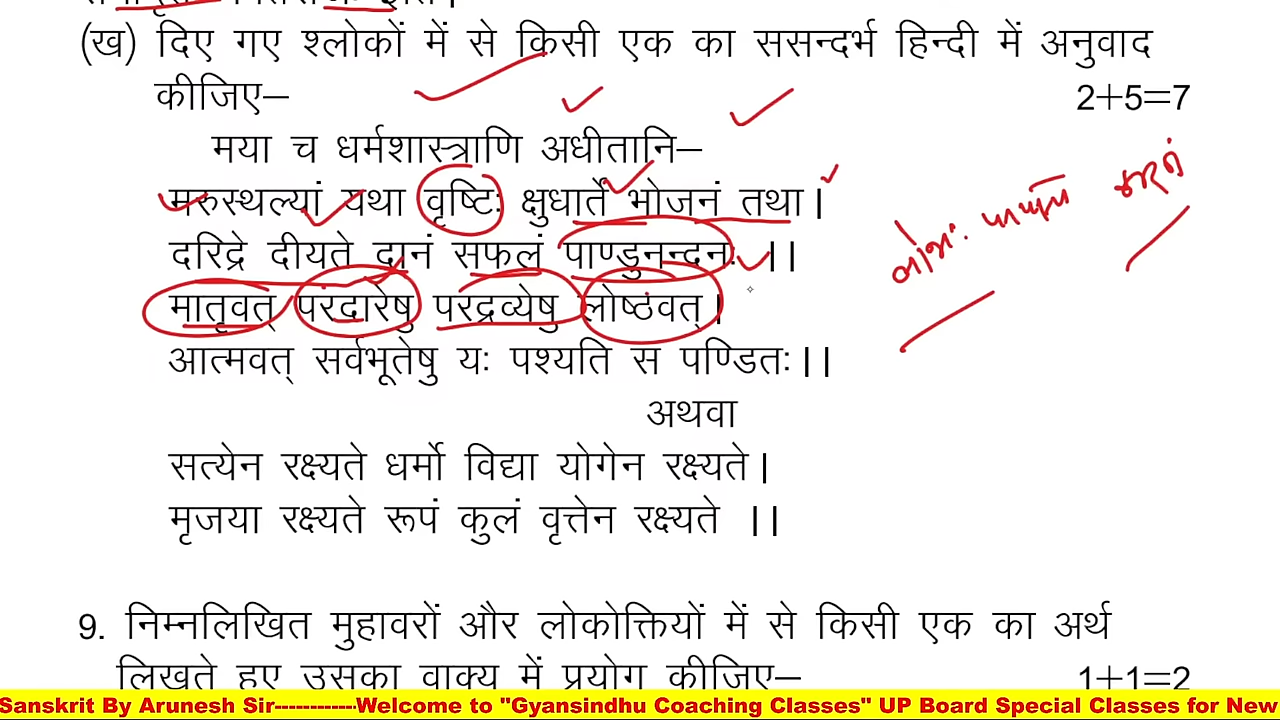 (ख) दिए गए श्लोकों में से किसी एक का ससन्दर्भ हिन्दी में अनुवाद
कीजिए– 2+5=7
मया च धर्मशास्त्राणि अधीतानि–
मरुस्थल्यां यथा वृष्टिः क्षुधार्ते भोजनं तथा।
दरिद्रे दीयते दानं सफलं पाण्डुनन्दनः ।।
मातृवत् परदारेषु परद्रव्येषु लोष्ठवत्।
आत्मवत् सर्वभूतेषु यः पश्यति स पण्डितः।।
अथवा
सत्येन रक्ष्यते धर्मो विद्या योगेन रक्ष्यते।
मृजया रक्ष्यते रूपं कुलं वृत्तेन रक्ष्यते ।।
9. निम्नलिखित मुहावरों और लोकोक्तियों में से किसी एक का अर्थ
लिखते हुए उसका वाक्य में प्रयोग कीजिए– 1+1=2
Sanskrit By Arunesh Sir-----------Welcome to "Gyansindhu Coaching Classes" UP Board Special Classes for New